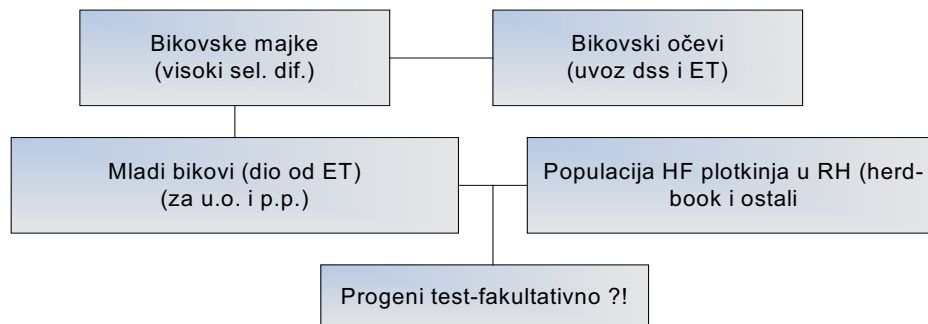 Bikovske majke
(visoki sel. dif.)
Bikovski očevi
(uvoz dss i ET)
Mladi bikovi (dio od ET)
(za u.o. i p.p.)
Populacija HF plotkinja u RH (herd-
book i ostali
Progeni test-fakultativno ?!